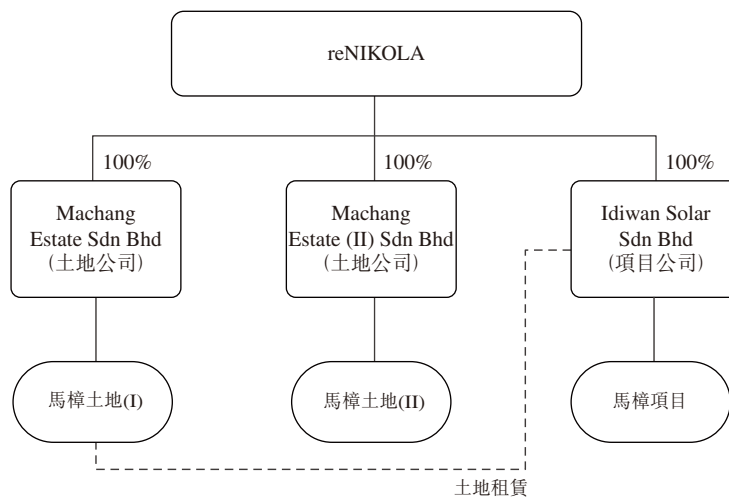 reNIKOLA
100%
100%
100%
Machang
Estate Sdn Bhd
(土地公司)
Machang
Estate (II) Sdn Bhd
(土地公司)
Idiwan Solar
Sdn Bhd
(項目公司)
馬樟土地(I)
馬樟土地(II)
馬樟項目
土地租賃